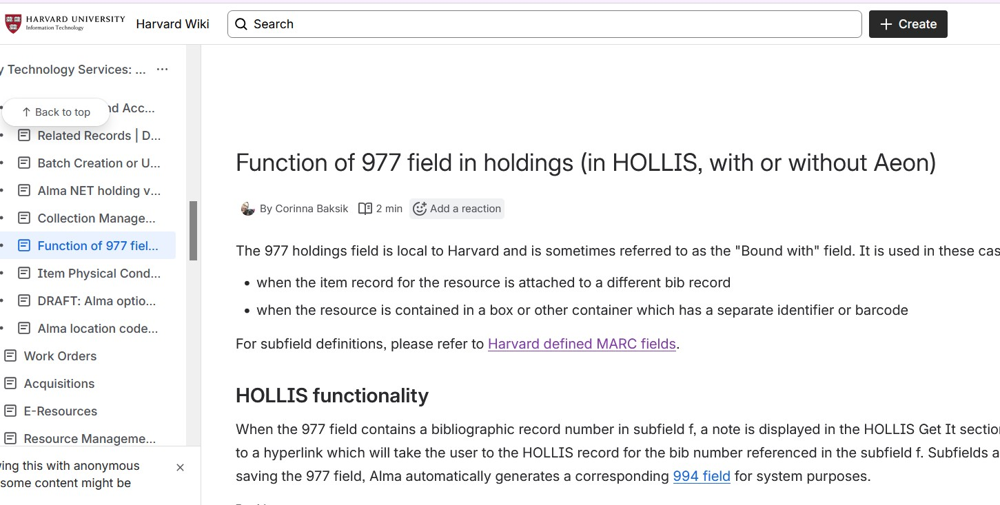 HARVARD UNIVERSITY
Information Technology
Harvard Wiki
Search
Create
y Technology Services: ...
Back to top
nd Acc...
Related Records | D...
Batch Creation or U...
Alma NET holding v...
Collection Manage...
Function of 977 fiel...
Item Physical Cond...
DRAFT: Alma optio...
Alma location code...
Work Orders
Acquisitions
E-Resources
Resource Manageme...
ving this with anonymous
some content might be
Function of 977 field in holdings (in HOLLIS, with or without Aeon)
By Corinna Baksik
2 min
Add a reaction
The 977 holdings field is local to Harvard and is sometimes referred to as the "Bound with" field. It is used in these cas
• when the item record for the resource is attached to a different bib record
• when the resource is contained in a box or other container which has a separate identifier or barcode
For subfield definitions, please refer to Harvard defined MARC fields.
HOLLIS functionality
When the 977 field contains a bibliographic record number in subfield f, a note is displayed in the HOLLIS Get It sectio
to a hyperlink which will take the user to the HOLLIS record for the bib number referenced in the subfield f. Subfields a
saving the 977 field, Alma automatically generates a corresponding 994 field for system purposes.